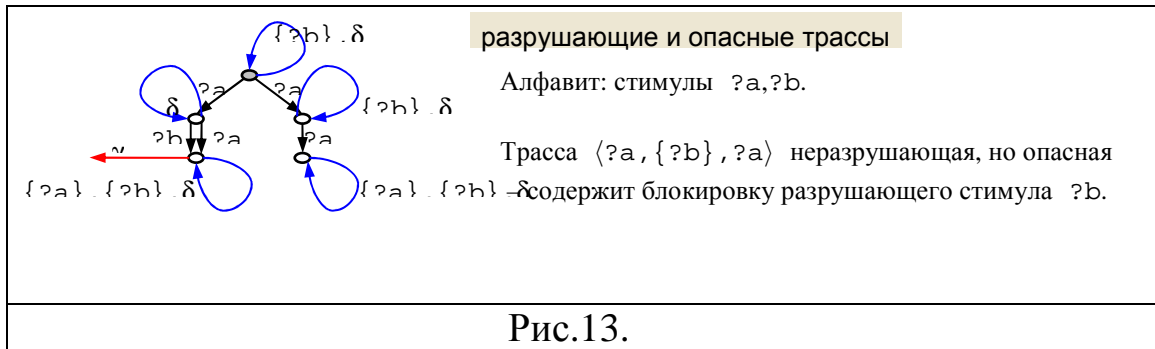 {?b},δ
разрушающие и опасные трассы
Алфавит: стимулы ?a,?b.
?a ?a
δ {?b},δ
?b ?a ?a
γ
Трасса ⟨?a,{?b},?a⟩ неразрушающая, но опасная
{?a},{?b},δ {?a},{?b},δ
– содержит блокировку разрушающего стимула ?b.
Рис.13.